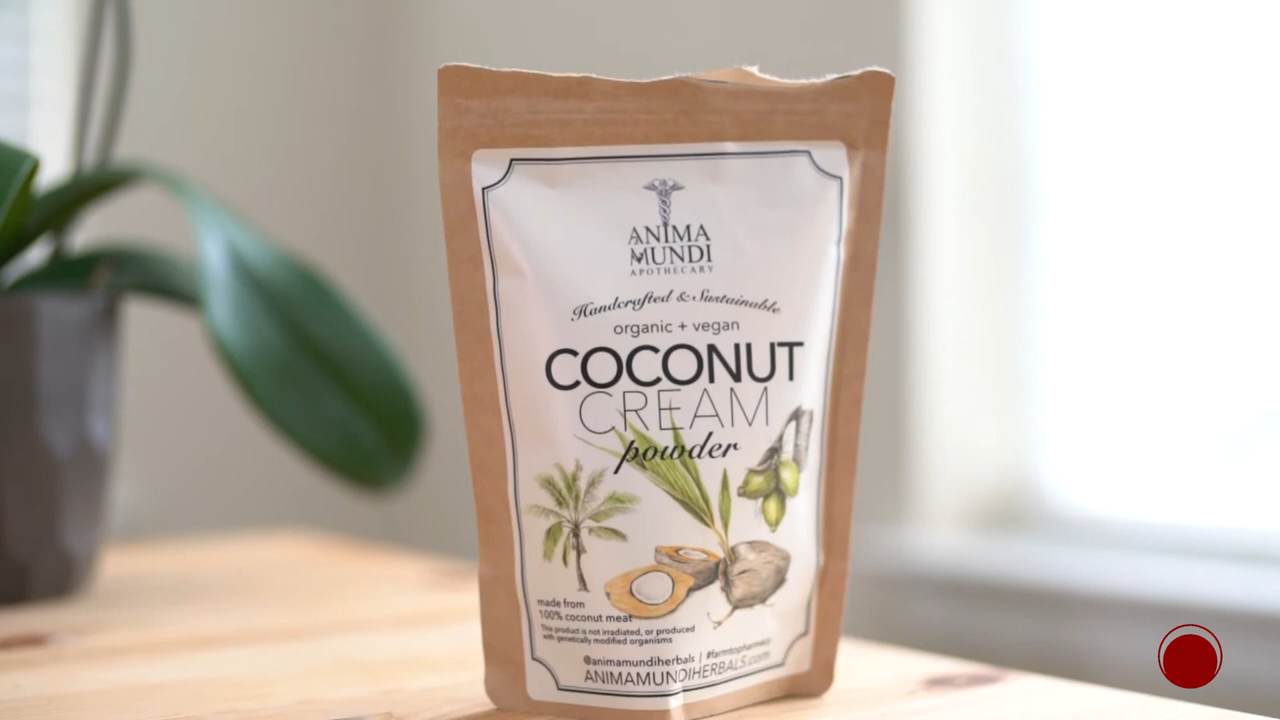 ANIMA
MUNDI
APOTHECARY
Handcrafted & Sustainable
organic + vegan
COCONUT
CREAM
powder
made from
100% coconut meat
This product is not irradiated, or produced
with genetically modified organisms
@animamundiherbals | #farmtopharmacy
ANIMAMUNDIHERBALS.com